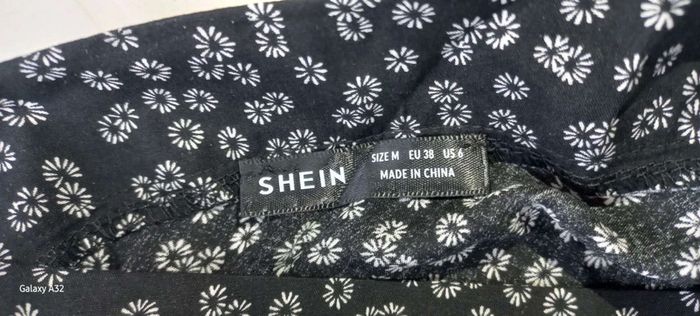 SHEIN
SIZE M EU 38 US 6
MADE IN CHINA
Galaxy A32